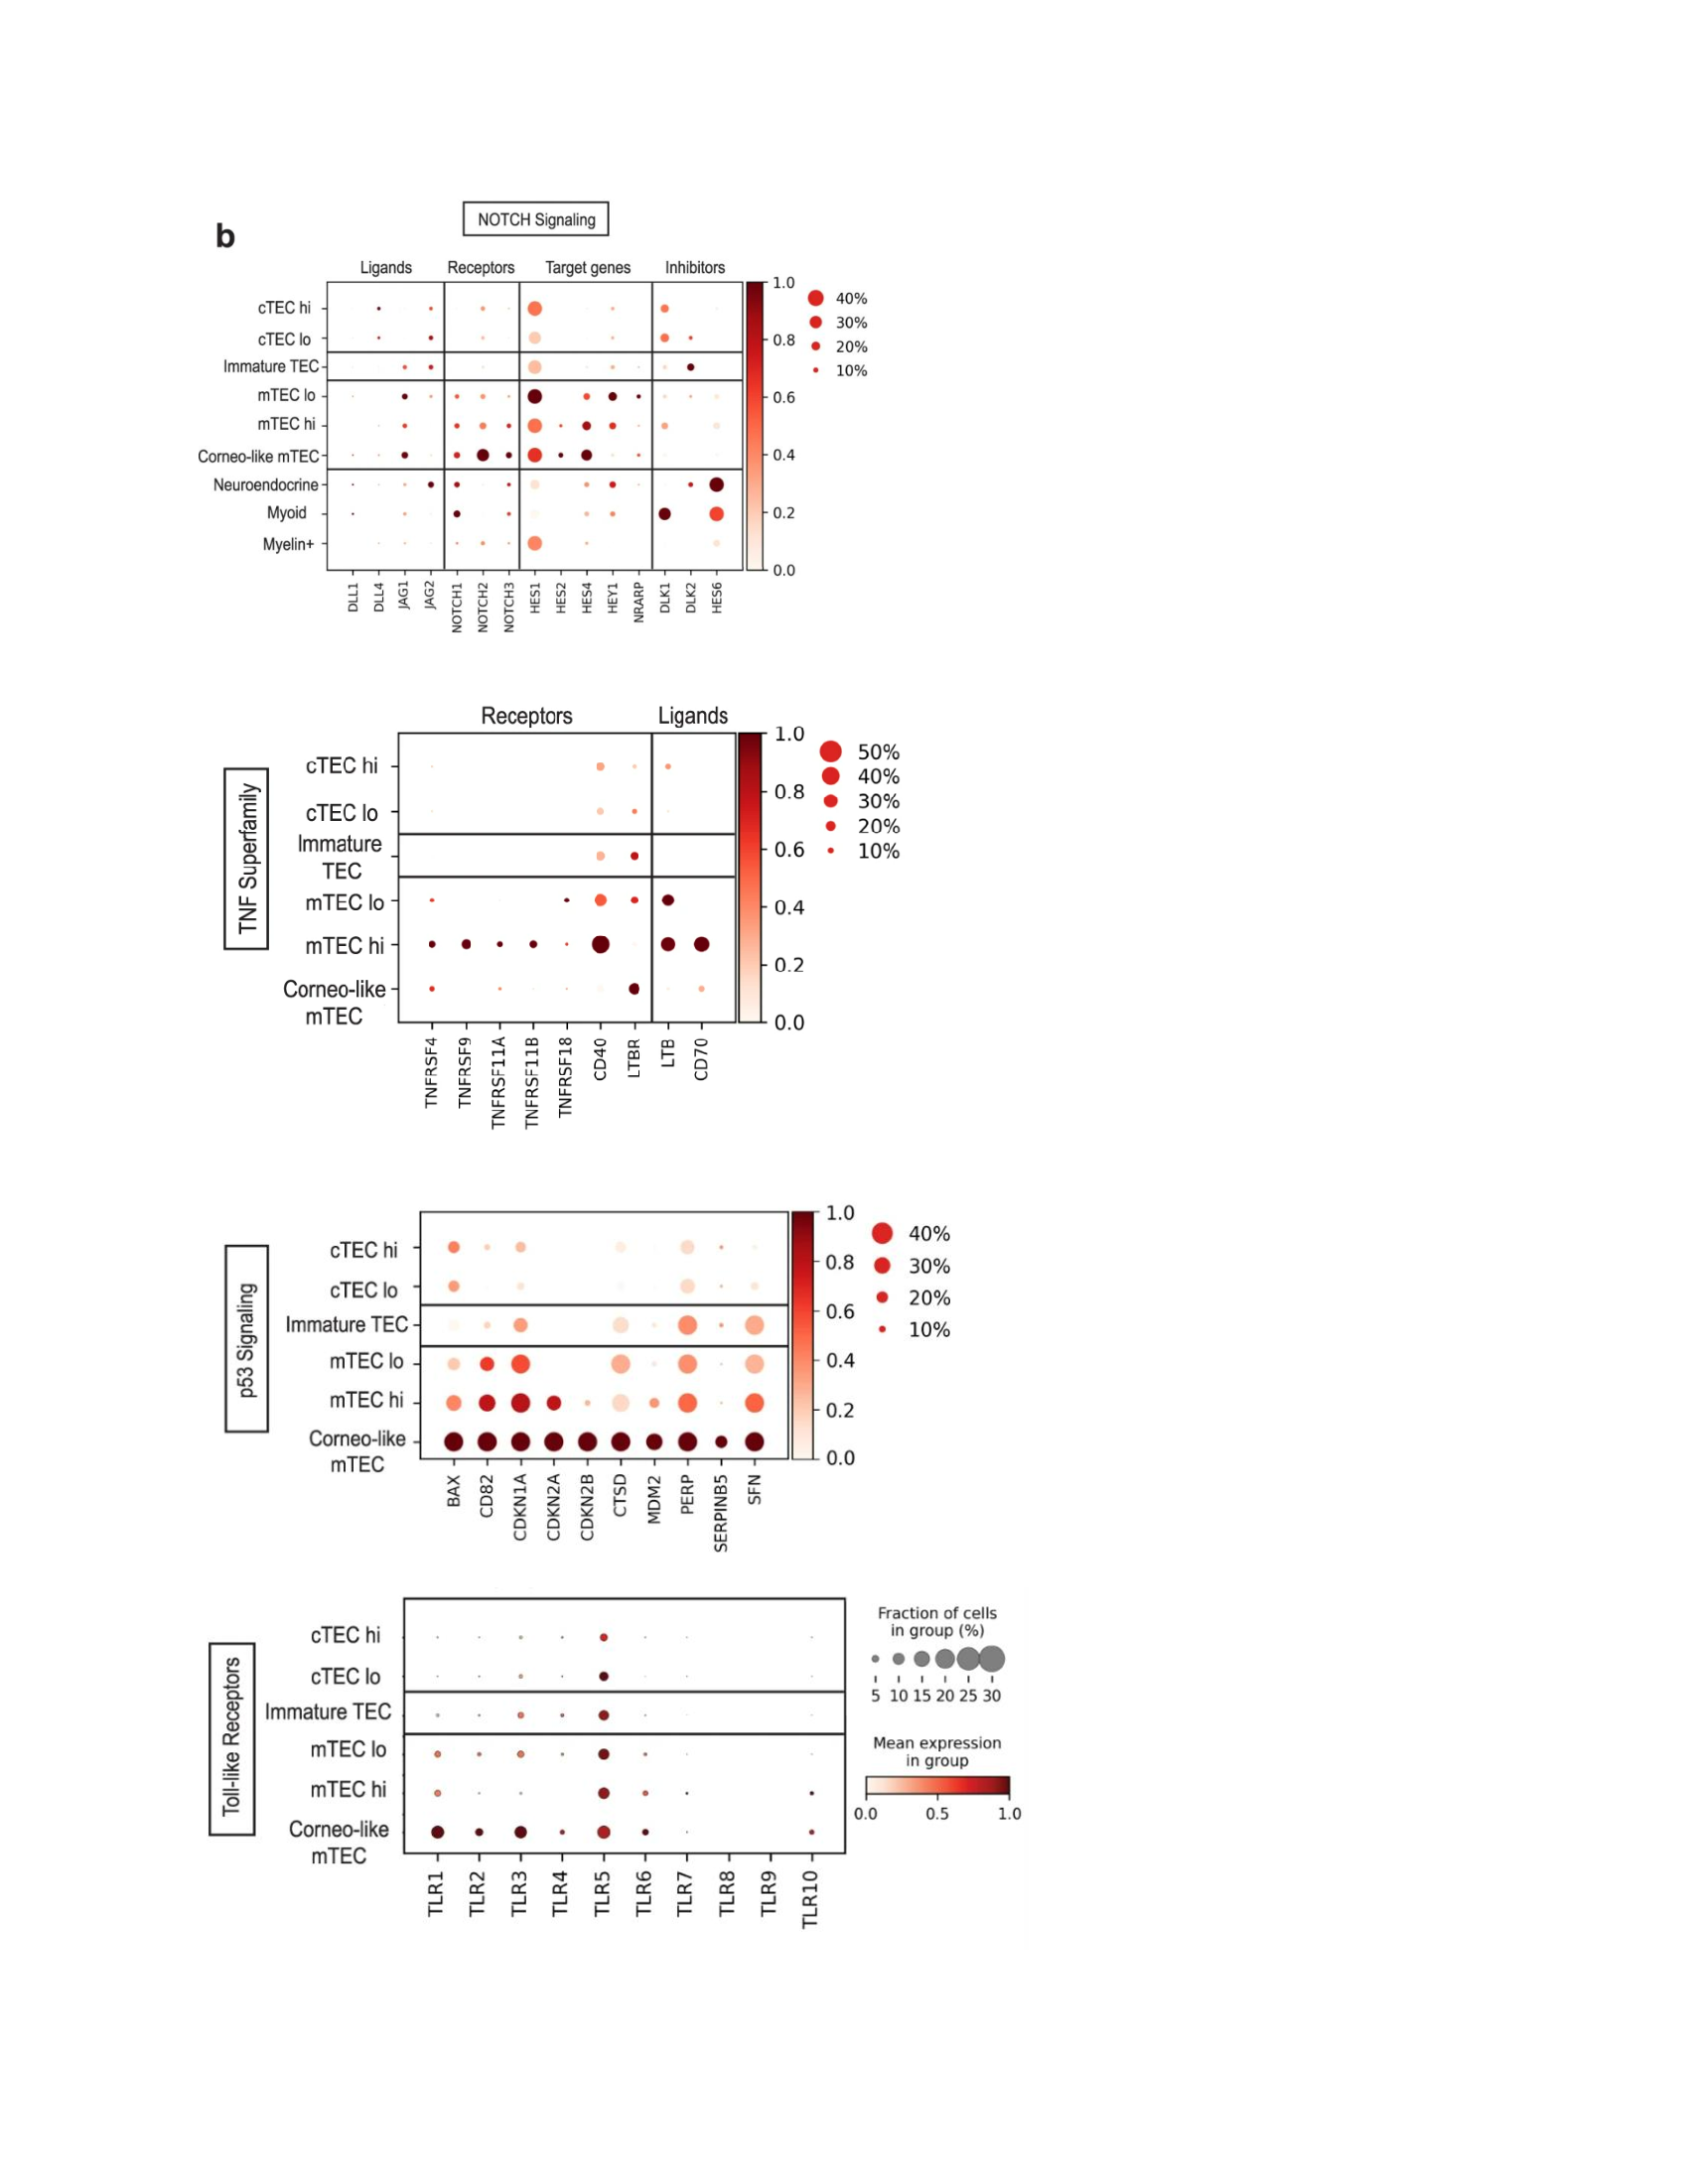 b
NOTCH Signaling
Ligands Receptors Target genes Inhibitors
cTEC hi
cTEC lo
Immature TEC
mTEC lo
mTEC hi
Corneo-like mTEC
Neuroendocrine
Myoid
Myelin+
1.0
0.8
0.6
0.4
0.2
0.0
40%
30%
20%
10%
DLL1 DLL4 JAG1 JAG2 NOTCH1 NOTCH2 NOTCH3 HES1 HES2 HES4 HEY1 NRARP DLK1 DLK2 HES6
TNF Superfamily
Receptors Ligands
cTEC hi
cTEC lo
Immature
TEC
mTEC lo
mTEC hi
Corneo-like
mTEC
1.0
0.8
0.6
0.4
0.2
0.0
50%
40%
30%
20%
10%
TNFRSF4 TNFRSF9 TNFRSF11A TNFRSF11B TNFRSF18 CD40 LTBR LTB CD70
p53 Signaling
cTEC hi
cTEC lo
Immature TEC
mTEC lo
mTEC hi
Corneo-like
mTEC
1.0
0.8
0.6
0.4
0.2
0.0
40%
30%
20%
10%
BAX CD82 CDKN1A CDKN2A CDKN2B CTSD MDM2 PERP SERPINB5 SFN
Toll-like Receptors
cTEC hi
cTEC lo
Immature TEC
mTEC lo
mTEC hi
Corneo-like
mTEC
Fraction of cells
in group (%)
5 10 15 20 25 30
Mean expression
in group
0.0 0.5 1.0
TLR1 TLR2 TLR3 TLR4 TLR5 TLR6 TLR7 TLR8 TLR9 TLR10